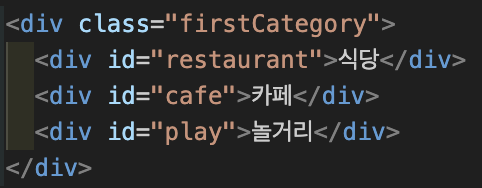 <div class="firstCategory">
<div id="restaurant">식당</div>
<div id="cafe">카페</div>
<div id="play">놀거리</div>
</div>